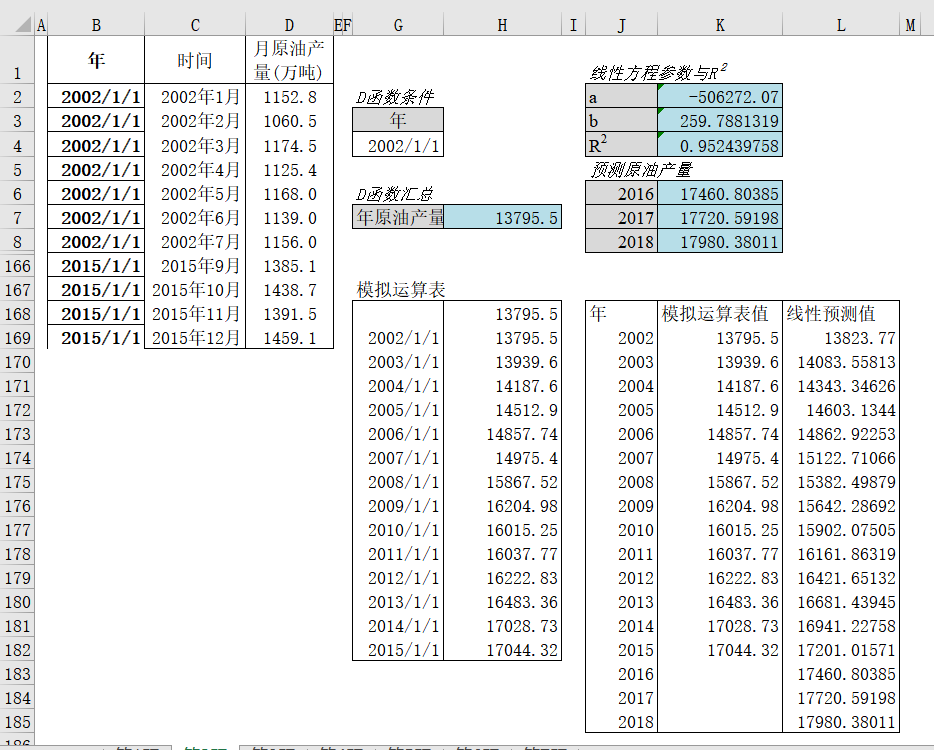 A B C D E F G H I J K L M
1 年 时间 月原油产量(万吨) 线性方程参数与R²
2 2002/1/1 2002年1月 1152.8 D函数条件 a -506272.07
3 2002/1/1 2002年2月 1060.5 年 b 259.7881319
4 2002/1/1 2002年3月 1174.5 2002/1/1 R² 0.952439758
5 2002/1/1 2002年4月 1125.4 预测原油产量
6 2002/1/1 2002年5月 1168.0 D函数汇总 2016 17460.80385
7 2002/1/1 2002年6月 1139.0 年原油产量 13795.5 2017 17720.59198
8 2002/1/1 2002年7月 1156.0 2018 17980.38011
166 2015/1/1 2015年9月 1385.1
167 2015/1/1 2015年10月 1438.7 模拟运算表
168 2015/1/1 2015年11月 1391.5 13795.5 年 模拟运算表值 线性预测值
169 2015/1/1 2015年12月 1459.1 2002/1/1 13795.5 2002 13795.5 13823.77
170 2003/1/1 13939.6 2003 13939.6 14083.55813
171 2004/1/1 14187.6 2004 14187.6 14343.34626
172 2005/1/1 14512.9 2005 14512.9 14603.1344
173 2006/1/1 14857.74 2006 14857.74 14862.92253
174 2007/1/1 14975.4 2007 14975.4 15122.71066
175 2008/1/1 15867.52 2008 15867.52 15382.49879
176 2009/1/1 16204.98 2009 16204.98 15642.28692
177 2010/1/1 16015.25 2010 16015.25 15902.07505
178 2011/1/1 16037.77 2011 16037.77 16161.86319
179 2012/1/1 16222.83 2012 16222.83 16421.65132
180 2013/1/1 16483.36 2013 16483.36 16681.43945
181 2014/1/1 17028.73 2014 17028.73 16941.22758
182 2015/1/1 17044.32 2015 17044.32 17201.01571
183 2016 17460.80385
184 2017 17720.59198
185 2018 17980.38011